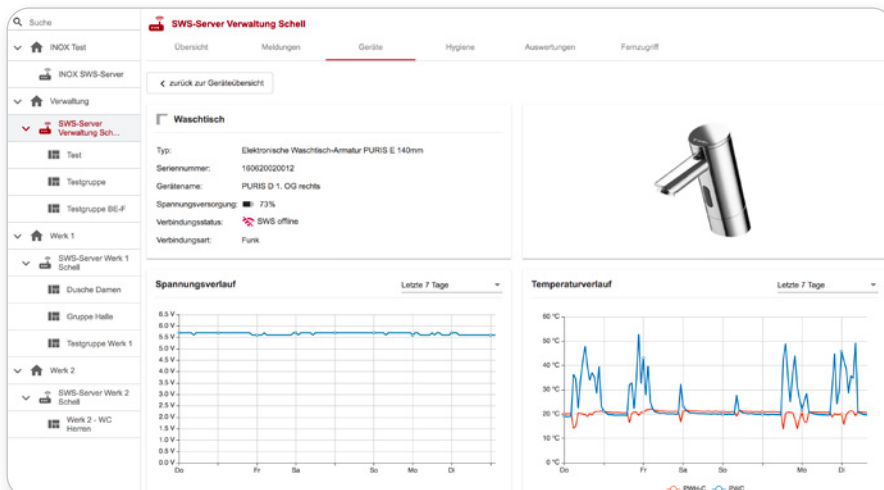 Suche
INOX Test
INOX SWS-Server
Verwaltung
SWS-Server
Verwaltung Sch...
Test
Testgruppe
Testgruppe BE-F
Werk 1
SWS-Server Werk 1
Schell
Dusche Damen
Gruppe Halle
Testgruppe Werk 1
Werk 2
SWS-Server Werk 2
Schell
Werk 2 - WC
Herren
SWS-Server Verwaltung Schell
Übersicht Meldungen Geräte Hygiene Auswertungen Fernzugriff
zurück zur Geräteübersicht
Waschtisch
Typ: Elektronische Waschtisch-Armatur PURIS E 140mm
Seriennummer: 160620020012
Gerätename: PURIS D 1. OG rechts
Spannungsversorgung: 73%
Verbindungsstatus: SWS offline
Verbindungsart: Funk
Spannungsverlauf Letzte 7 Tage
6.5 V
6.0 V
5.5 V
5.0 V
4.5 V
4.0 V
3.5 V
3.0 V
2.5 V
2.0 V
1.5 V
1.0 V
0.5 V
0.0 V
Do Fr Sa So Mo Di
Temperaturverlauf Letzte 7 Tage
60 °C
50 °C
40 °C
30 °C
20 °C
10 °C
0 °C
Do Fr Sa So Mo Di
PWH-C PWC